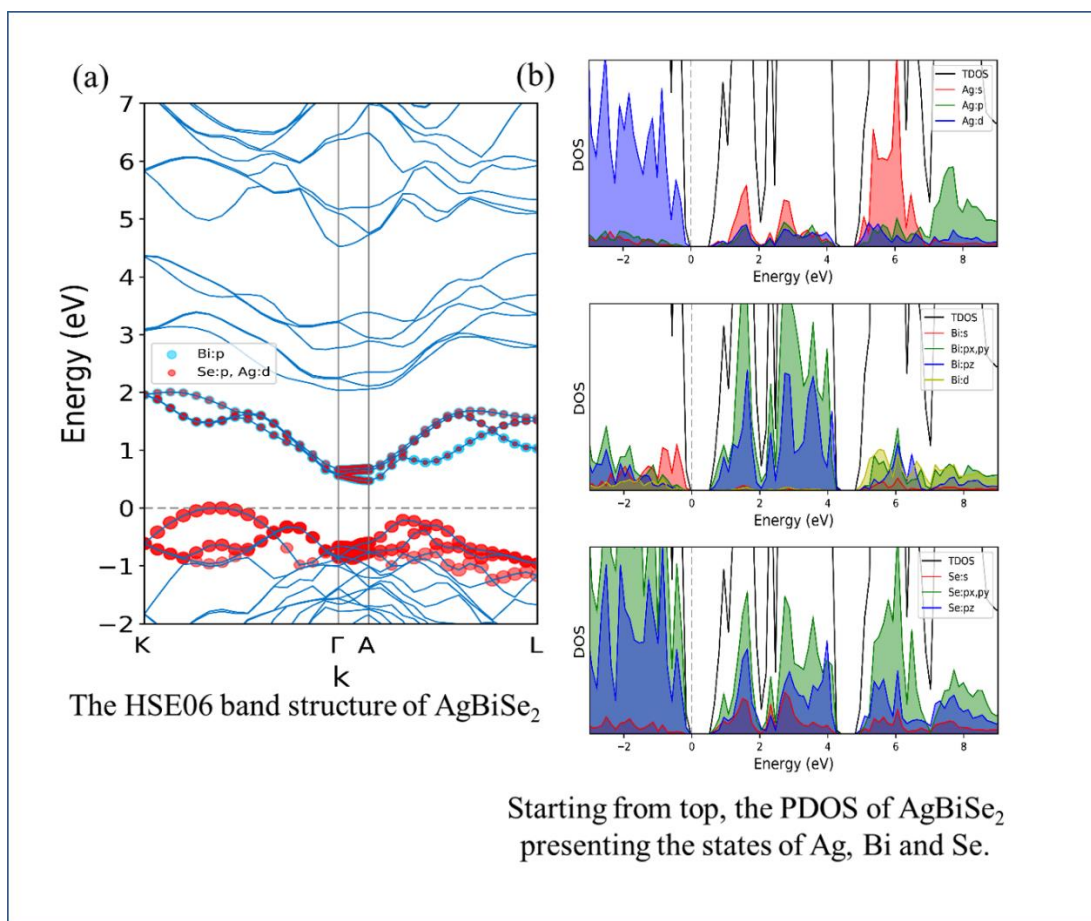 (a)
7
6
5
4
3
2
1
0
−1
−2
Energy (eV)
Bi:p
Se:p, Ag:d
K Γ A L
k
The HSE06 band structure of AgBiSe₂
(b)
TDOS
Ag:s
Ag:p
Ag:d
DOS
−2 0 2 4 6 8
Energy (eV)
TDOS
Bi:s
Bi:px,py
Bi:pz
Bi:d
DOS
−2 0 2 4 6 8
Energy (eV)
TDOS
Se:s
Se:px,py
Se:pz
DOS
−2 0 2 4 6 8
Energy (eV)
Starting from top, the PDOS of AgBiSe₂
presenting the states of Ag, Bi and Se.